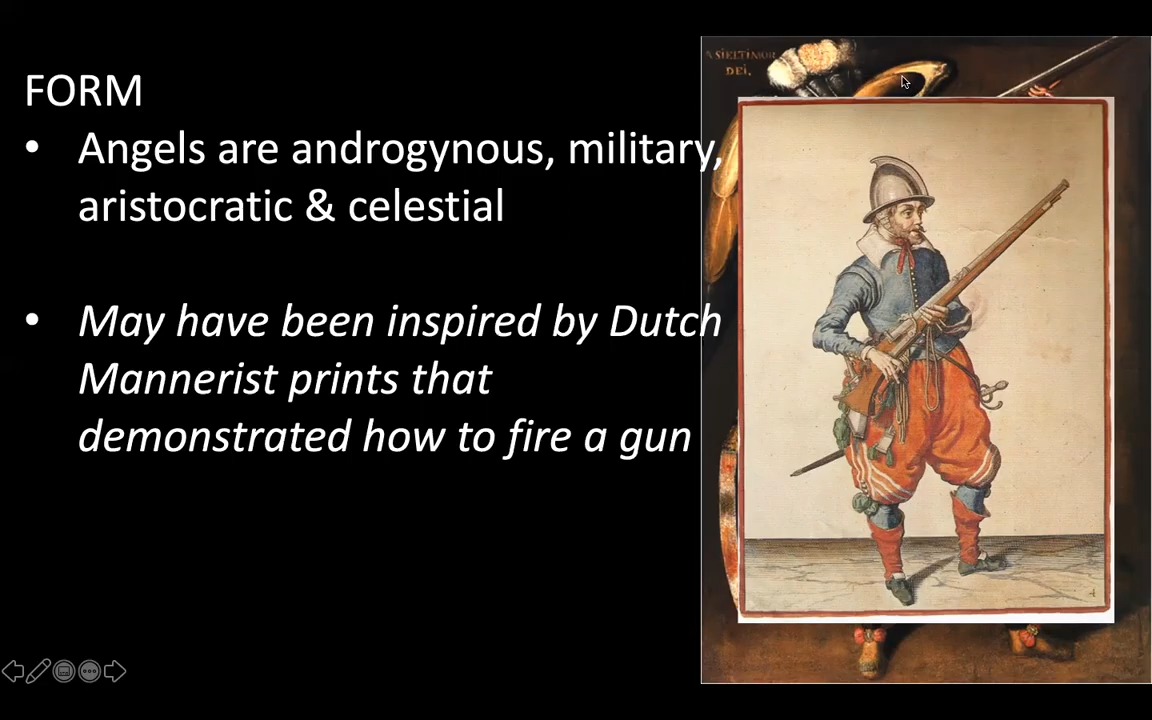 FORM
• Angels are androgynous, military,
aristocratic & celestial
• May have been inspired by Dutch
Mannerist prints that
demonstrated how to fire a gun
DEI.